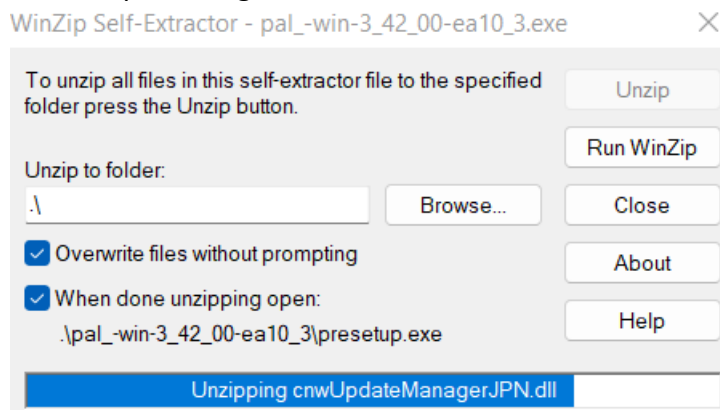 WinZip Self-Extractor - pal_-win-3_42_00-ea10_3.exe
To unzip all files in this self-extractor file to the specified
folder press the Unzip button.
Unzip
Run WinZip
Unzip to folder:
.\
Browse...
Close
Overwrite files without prompting
About
When done unzipping open:
.\pal_-win-3_42_00-ea10_3\presetup.exe
Help
Unzipping cnwUpdateManagerJPN.dll